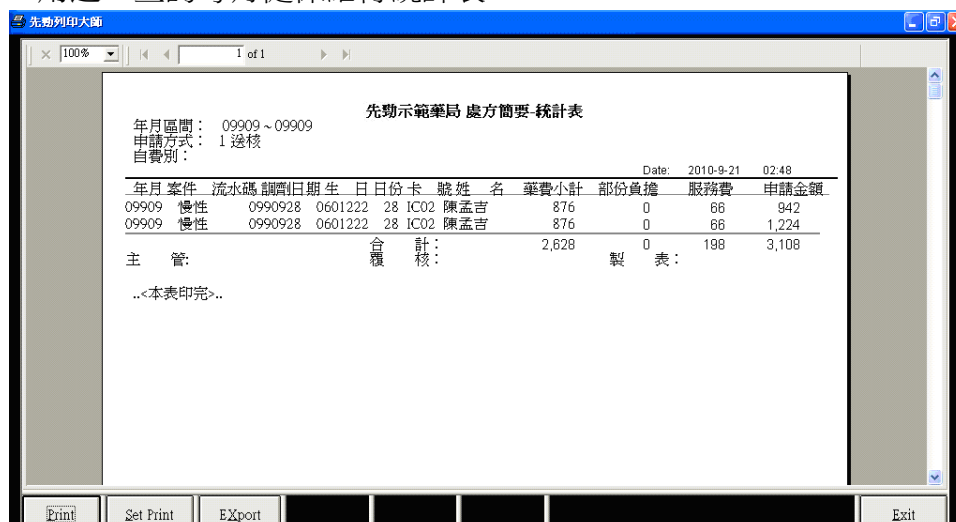 先勁列印大師
100% 1 of 1
先勁示範藥局 處方簡要-統計表
年月區間： 09909 ~ 09909
申請方式： 1 送核
自費別：
Date: 2010-9-21 02:48
年月 案件 流水碼 調劑日期 生 日 日份 卡 號 姓 名 藥費小計 部份負擔 服務費 申請金額
09909 慢性 0990928 0601222 28 IC02 陳孟吉 876 0 66 942
09909 慢性 0990928 0601222 28 IC02 陳孟吉 876 0 66 1,224
合 計： 2,628 0 198 3,108
主 管: 覆 核： 製 表：
..<本表印完>..
Print Set Print EXport Exit